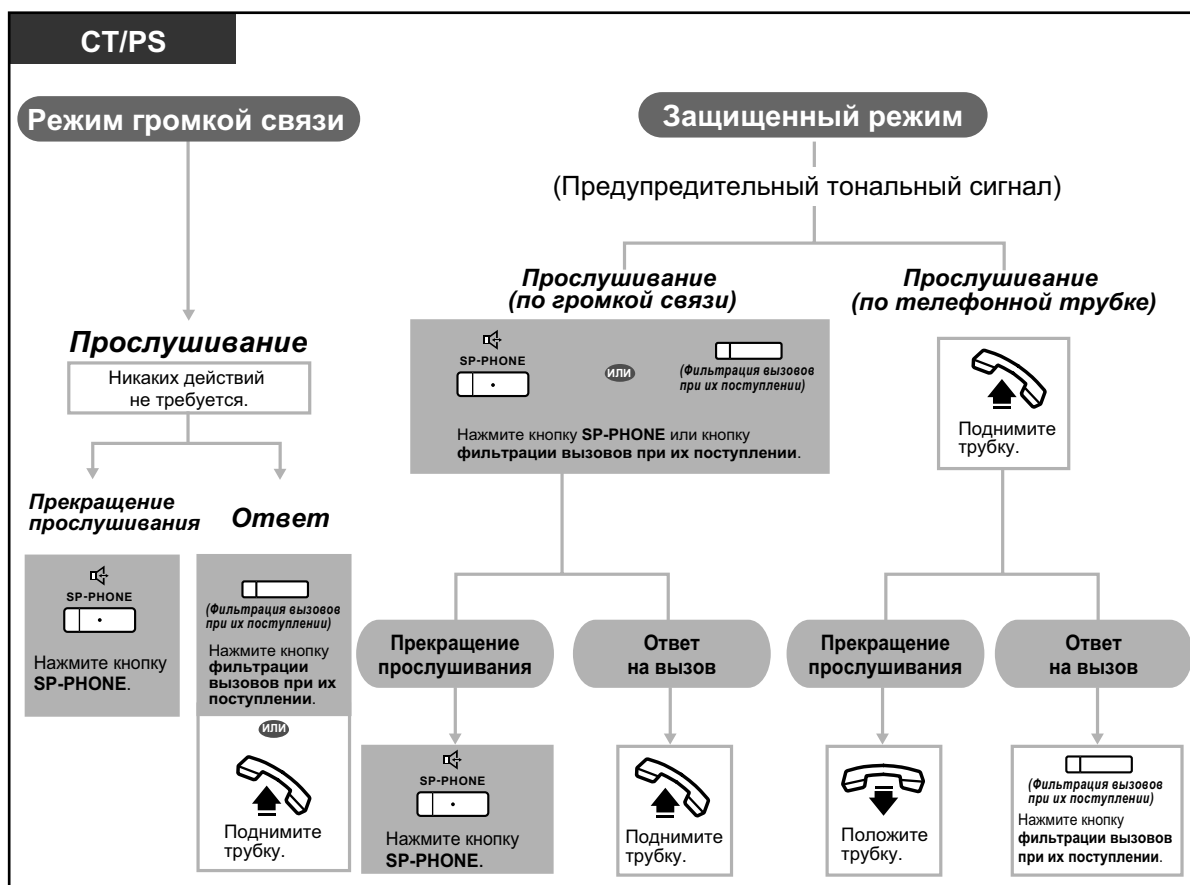 CT/PS
Режим громкой связи
Прослушивание
Никаких действий
не требуется.
Прекращение
прослушивания
SP-PHONE
Нажмите кнопку
SP-PHONE.
Ответ
(Фильтрация вызовов
при их поступлении)
Нажмите кнопку
фильтрации
вызовов при их
поступлении.
ИЛИ
Поднимите
трубку.
Защищенный режим
(Предупредительный тональный сигнал)
Прослушивание
(по громкой связи)
SP-PHONE
ИЛИ
(Фильтрация вызовов
при их поступлении)
Нажмите кнопку SP-PHONE или кнопку
фильтрации вызовов при их поступлении.
Прекращение
прослушивания
SP-PHONE
Нажмите кнопку
SP-PHONE.
Ответ
на вызов
Поднимите
трубку.
Прослушивание
(по телефонной трубке)
Поднимите
трубку.
Прекращение
прослушивания
Положите
трубку.
Ответ
на вызов
(Фильтрация вызовов
при их поступлении)
Нажмите кнопку
фильтрации вызовов
при их поступлении.